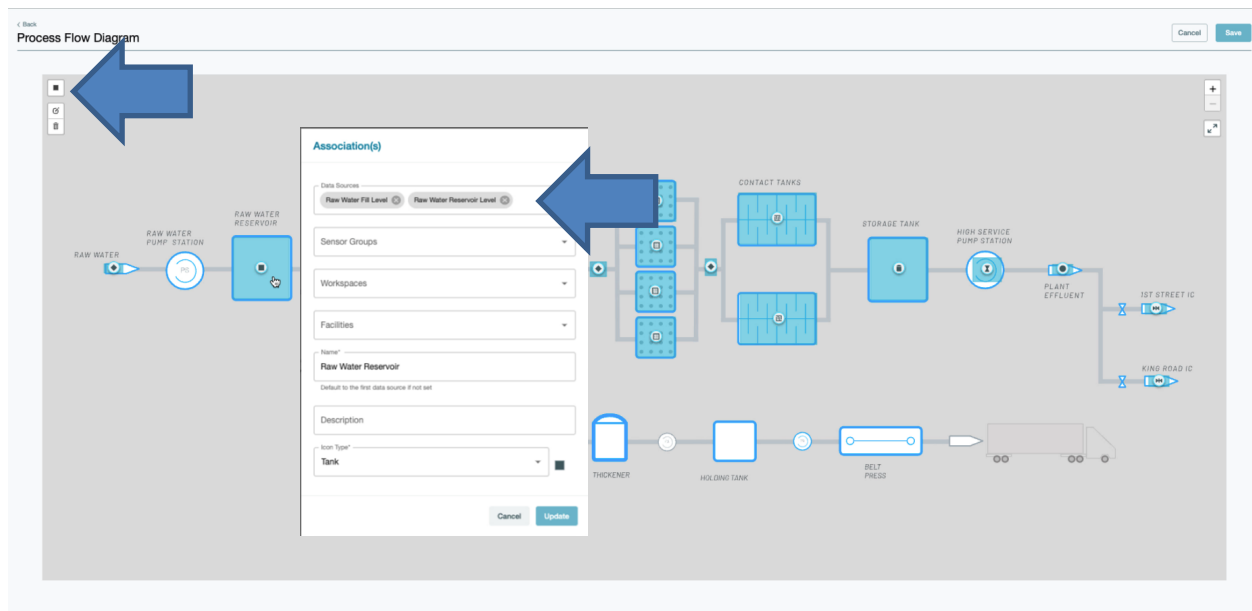 Back
Process Flow Diagram
Cancel
Save
Association(s)
Data Sources
Raw Water Fill Level
Raw Water Reservoir Level
Sensor Groups
Workspaces
Facilities
Name*
Raw Water Reservoir
Default to the first data source if not set
Description
Icon Type*
Tank
Cancel
Update
RAW WATER
RAW WATER
PUMP STATION
PS
RAW WATER
RESERVOIR
CONTACT TANKS
STORAGE TANK
HIGH SERVICE
PUMP STATION
PLANT
EFFLUENT
1ST STREET IC
KING ROAD IC
THICKENER
HOLDING TANK
BELT
PRESS